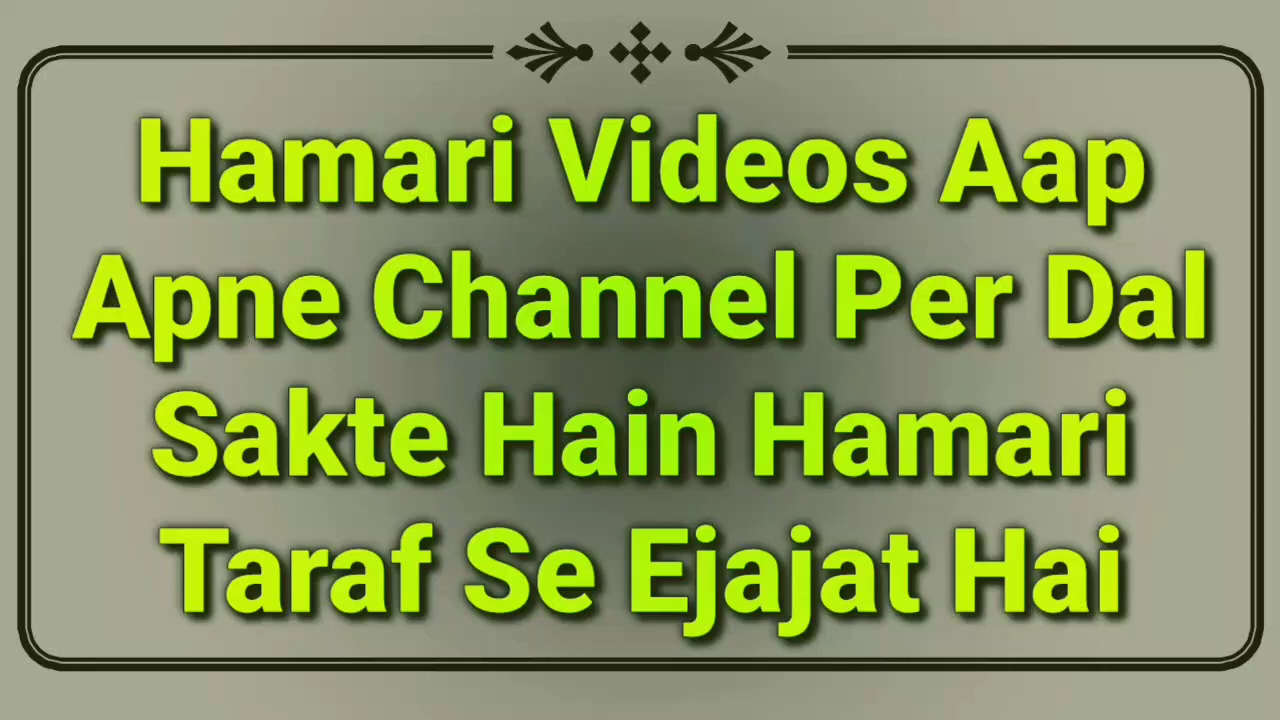 Hamari Videos Aap
Apne Channel Per Dal
Sakte Hain Hamari
Taraf Se Ejajat Hai